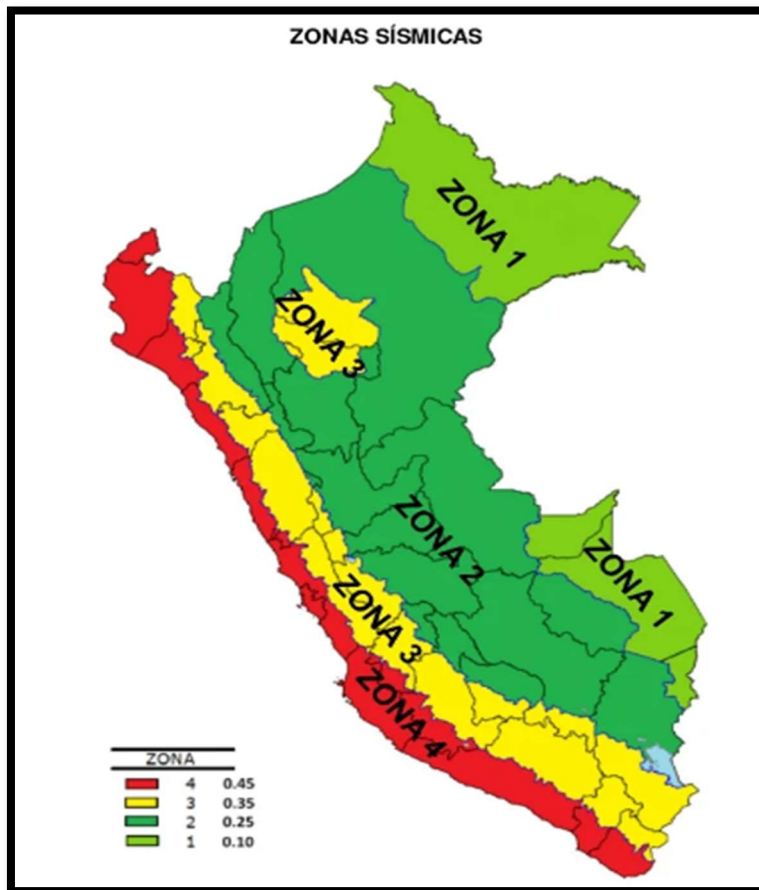 ZONAS SÍSMICAS
ZONA 1
ZONA 3
ZONA 2
ZONA 1
ZONA 3
ZONA 4
ZONA
4 0.45
3 0.35
2 0.25
1 0.10